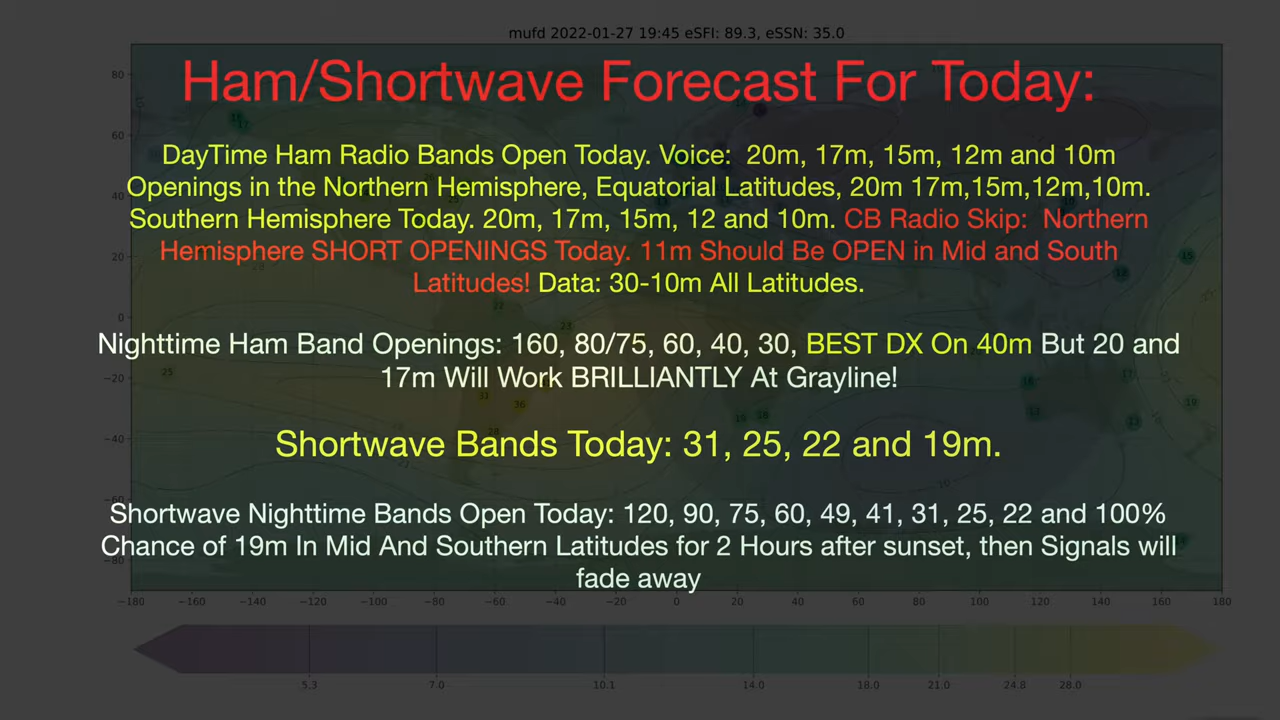 mufd 2022-01-27 19:45 eSFI: 89.3, eSSN: 35.0
Ham/Shortwave Forecast For Today:
DayTime Ham Radio Bands Open Today. Voice: 20m, 17m, 15m, 12m and 10m
Openings in the Northern Hemisphere, Equatorial Latitudes, 20m 17m,15m,12m,10m.
Southern Hemisphere Today. 20m, 17m, 15m, 12 and 10m. CB Radio Skip: Northern
Hemisphere SHORT OPENINGS Today. 11m Should Be OPEN in Mid and South
Latitudes! Data: 30-10m All Latitudes.
Nighttime Ham Band Openings: 160, 80/75, 60, 40, 30, BEST DX On 40m But 20 and
17m Will Work BRILLIANTLY At Grayline!
Shortwave Bands Today: 31, 25, 22 and 19m.
Shortwave Nighttime Bands Open Today: 120, 90, 75, 60, 49, 41, 31, 25, 22 and 100%
Chance of 19m In Mid And Southern Latitudes for 2 Hours after sunset, then Signals will
fade away
80
60
40
20
0
−20
−40
−60
−80
−180 −160 −140 −120 −100 −80 −60 −40 −20 0 20 40 60 80 100 120 140 160 180
5.3 7.0 10.1 14.0 18.0 21.0 24.8 28.0